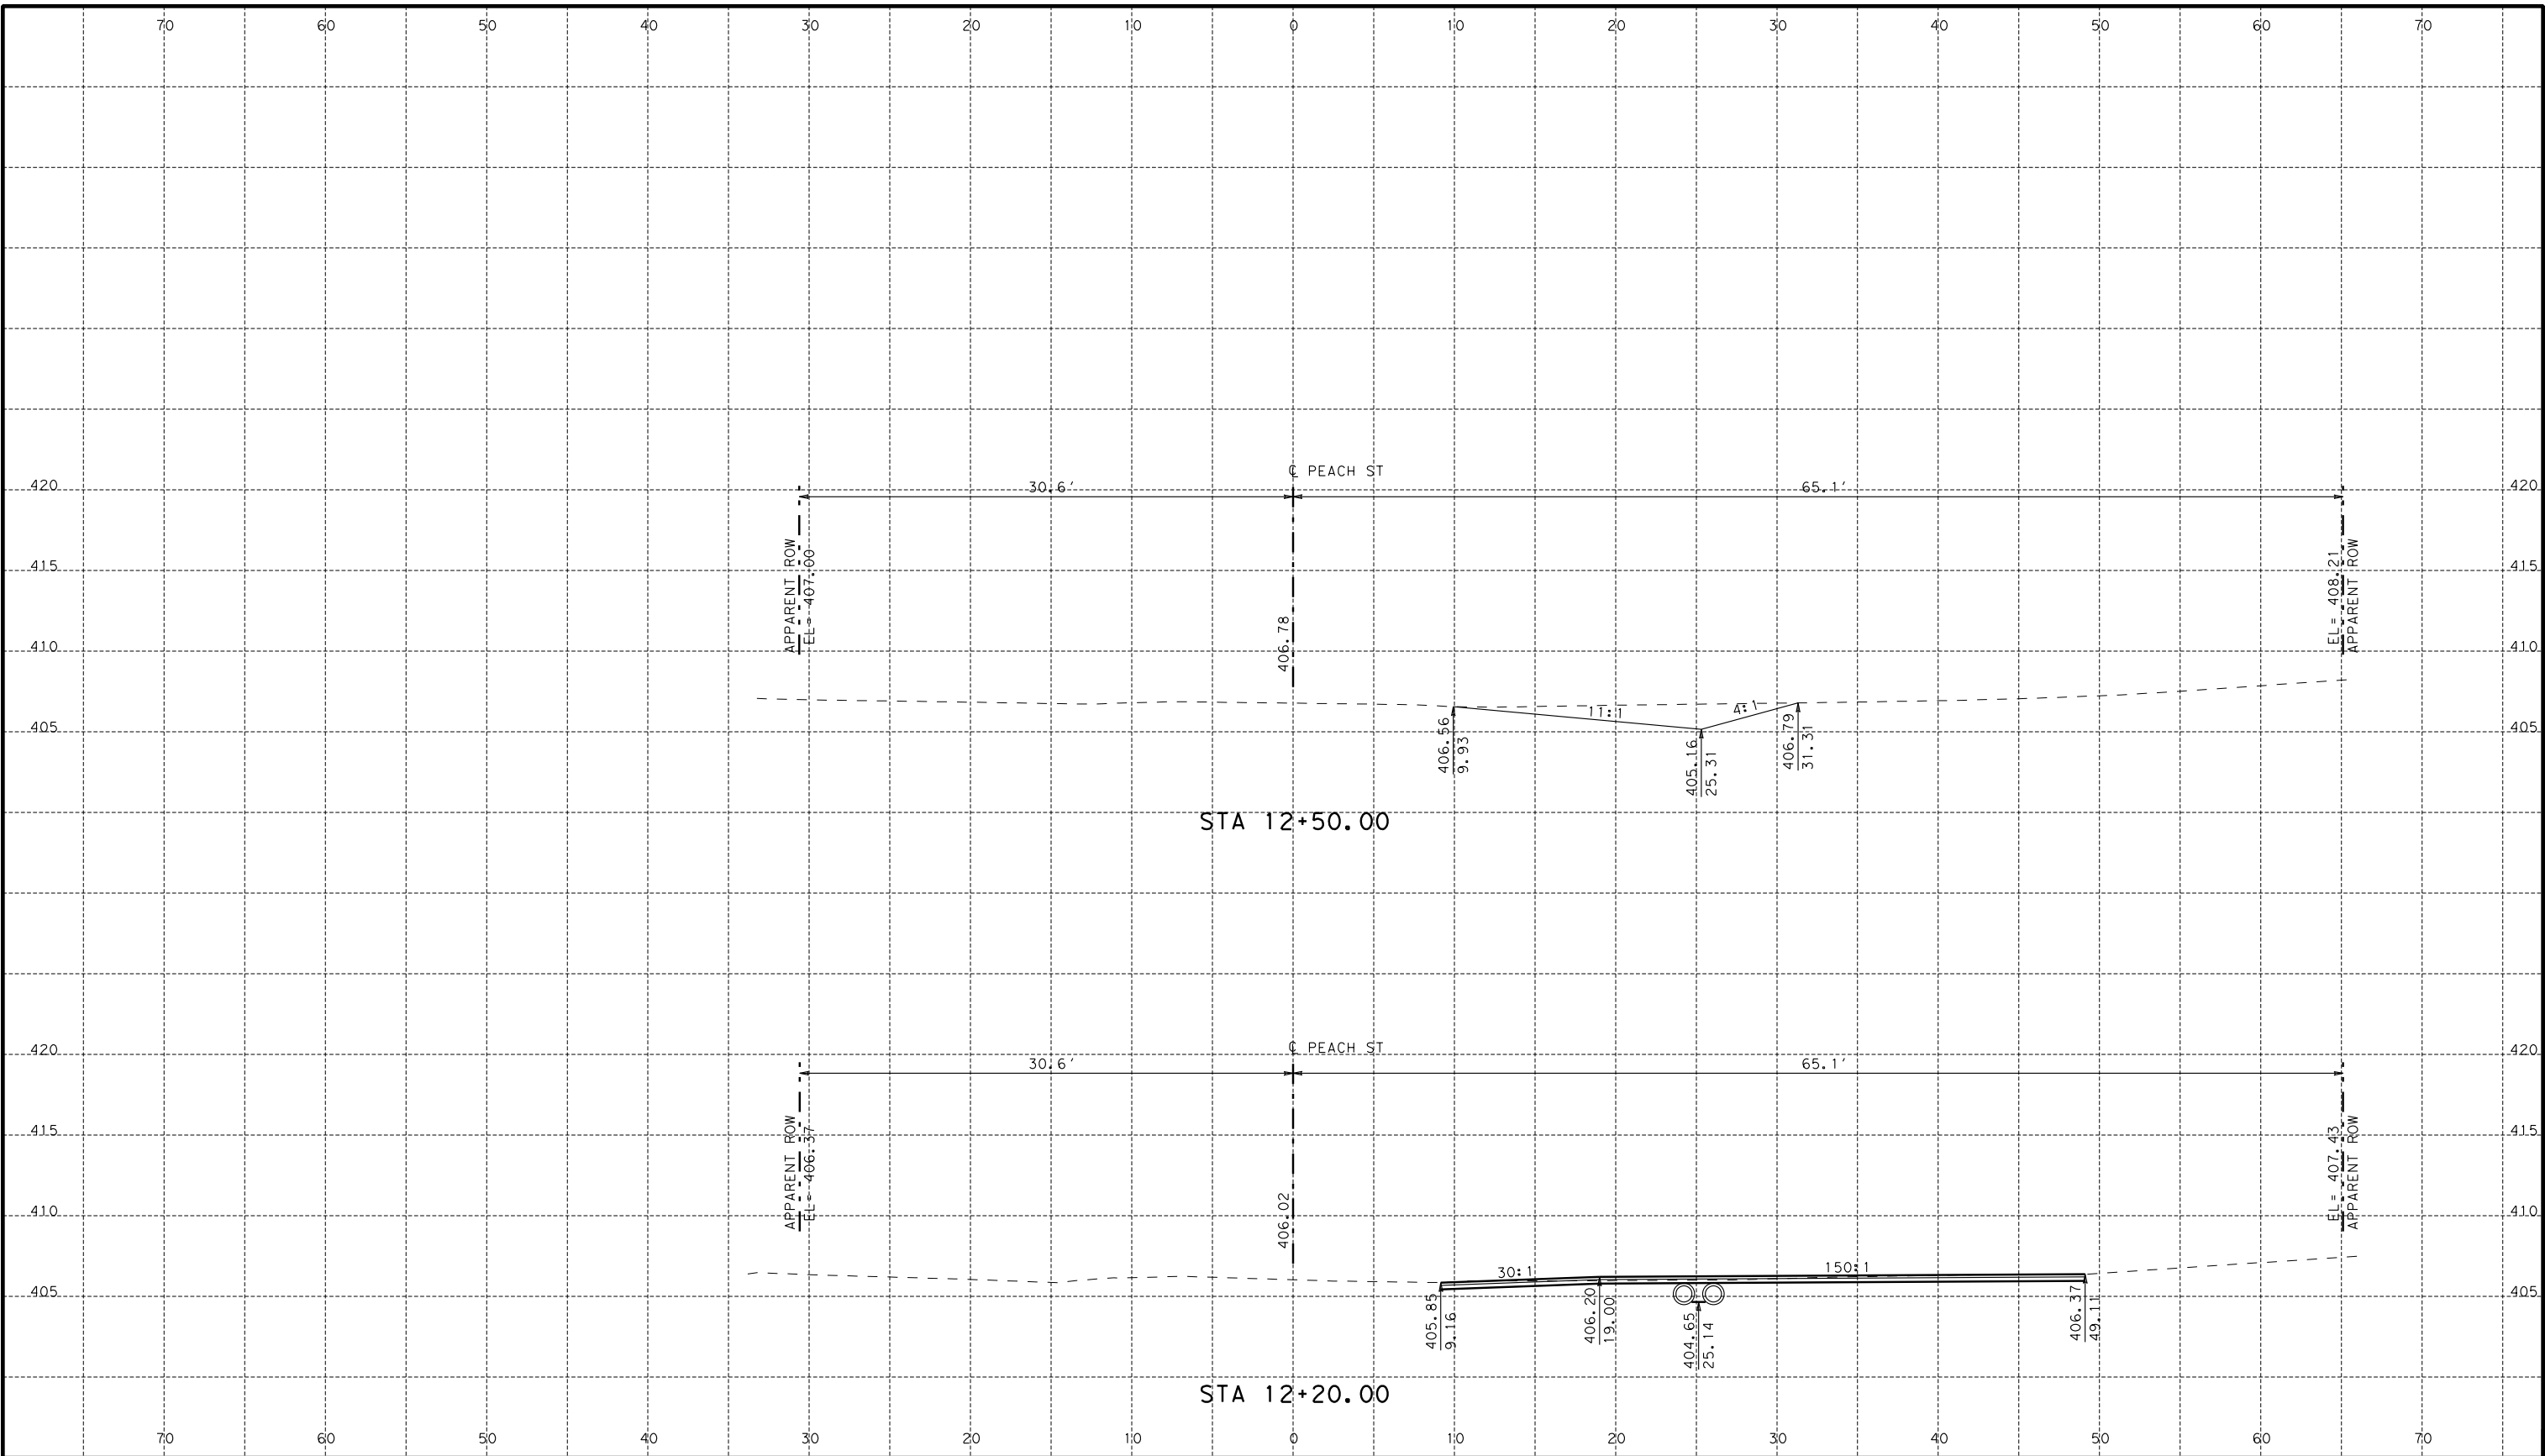 70 60 50 40 30 20 10 0 10 20 30 40 50 60 70
℄ PEACH ST
420 30.6' 65.1' 420
APPARENT ROW
EL= 407.00
406.78
EL= 408.21
APPARENT ROW
415 415
410 410
11:1 4:1
405 405
406.56
9.93
405.16
25.31
406.79
31.31
STA 12+50.00
℄ PEACH ST
420 30.6' 65.1' 420
APPARENT ROW
EL= 406.37
406.02
EL= 407.43
APPARENT ROW
415 415
410 410
30:1 150:1
405 405
405.85
9.16
406.20
19.00
404.65
25.14
406.37
49.11
STA 12+20.00
70 60 50 40 30 20 10 0 10 20 30 40 50 60 70